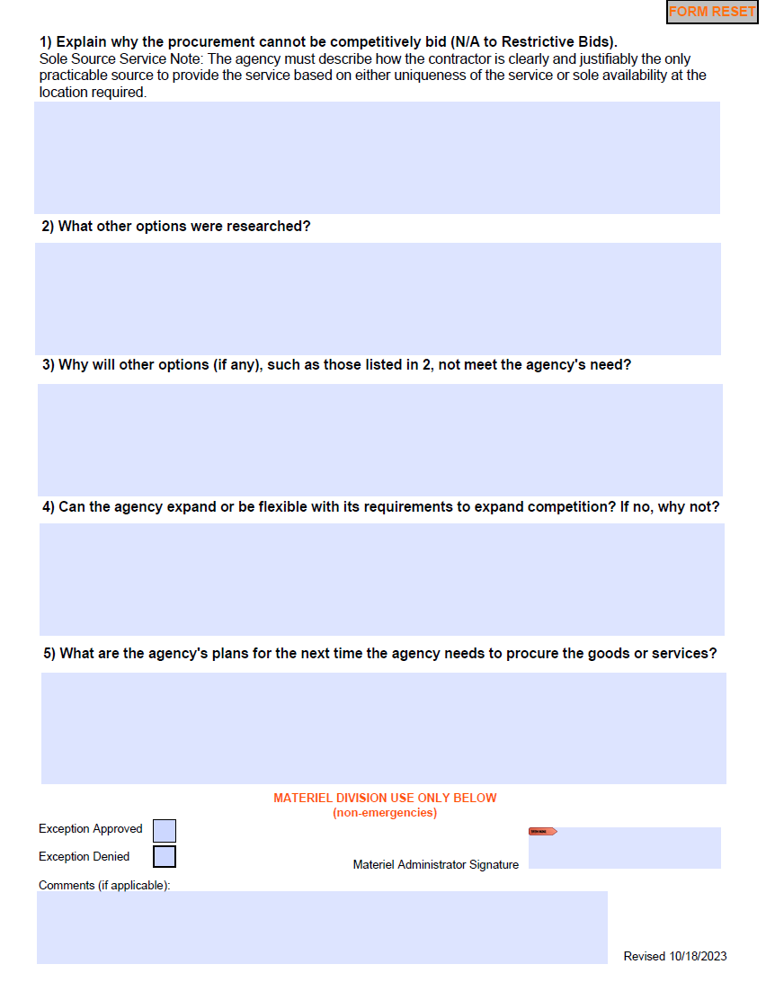 FORM RESET
1) Explain why the procurement cannot be competitively bid (N/A to Restrictive Bids).
Sole Source Service Note: The agency must describe how the contractor is clearly and justifiably the only
practicable source to provide the service based on either uniqueness of the service or sole availability at the
location required.
2) What other options were researched?
3) Why will other options (if any), such as those listed in 2, not meet the agency's need?
4) Can the agency expand or be flexible with its requirements to expand competition? If no, why not?
5) What are the agency's plans for the next time the agency needs to procure the goods or services?
MATERIEL DIVISION USE ONLY BELOW
(non-emergencies)
Exception Approved
Exception Denied
Materiel Administrator Signature
Comments (if applicable):
Revised 10/18/2023